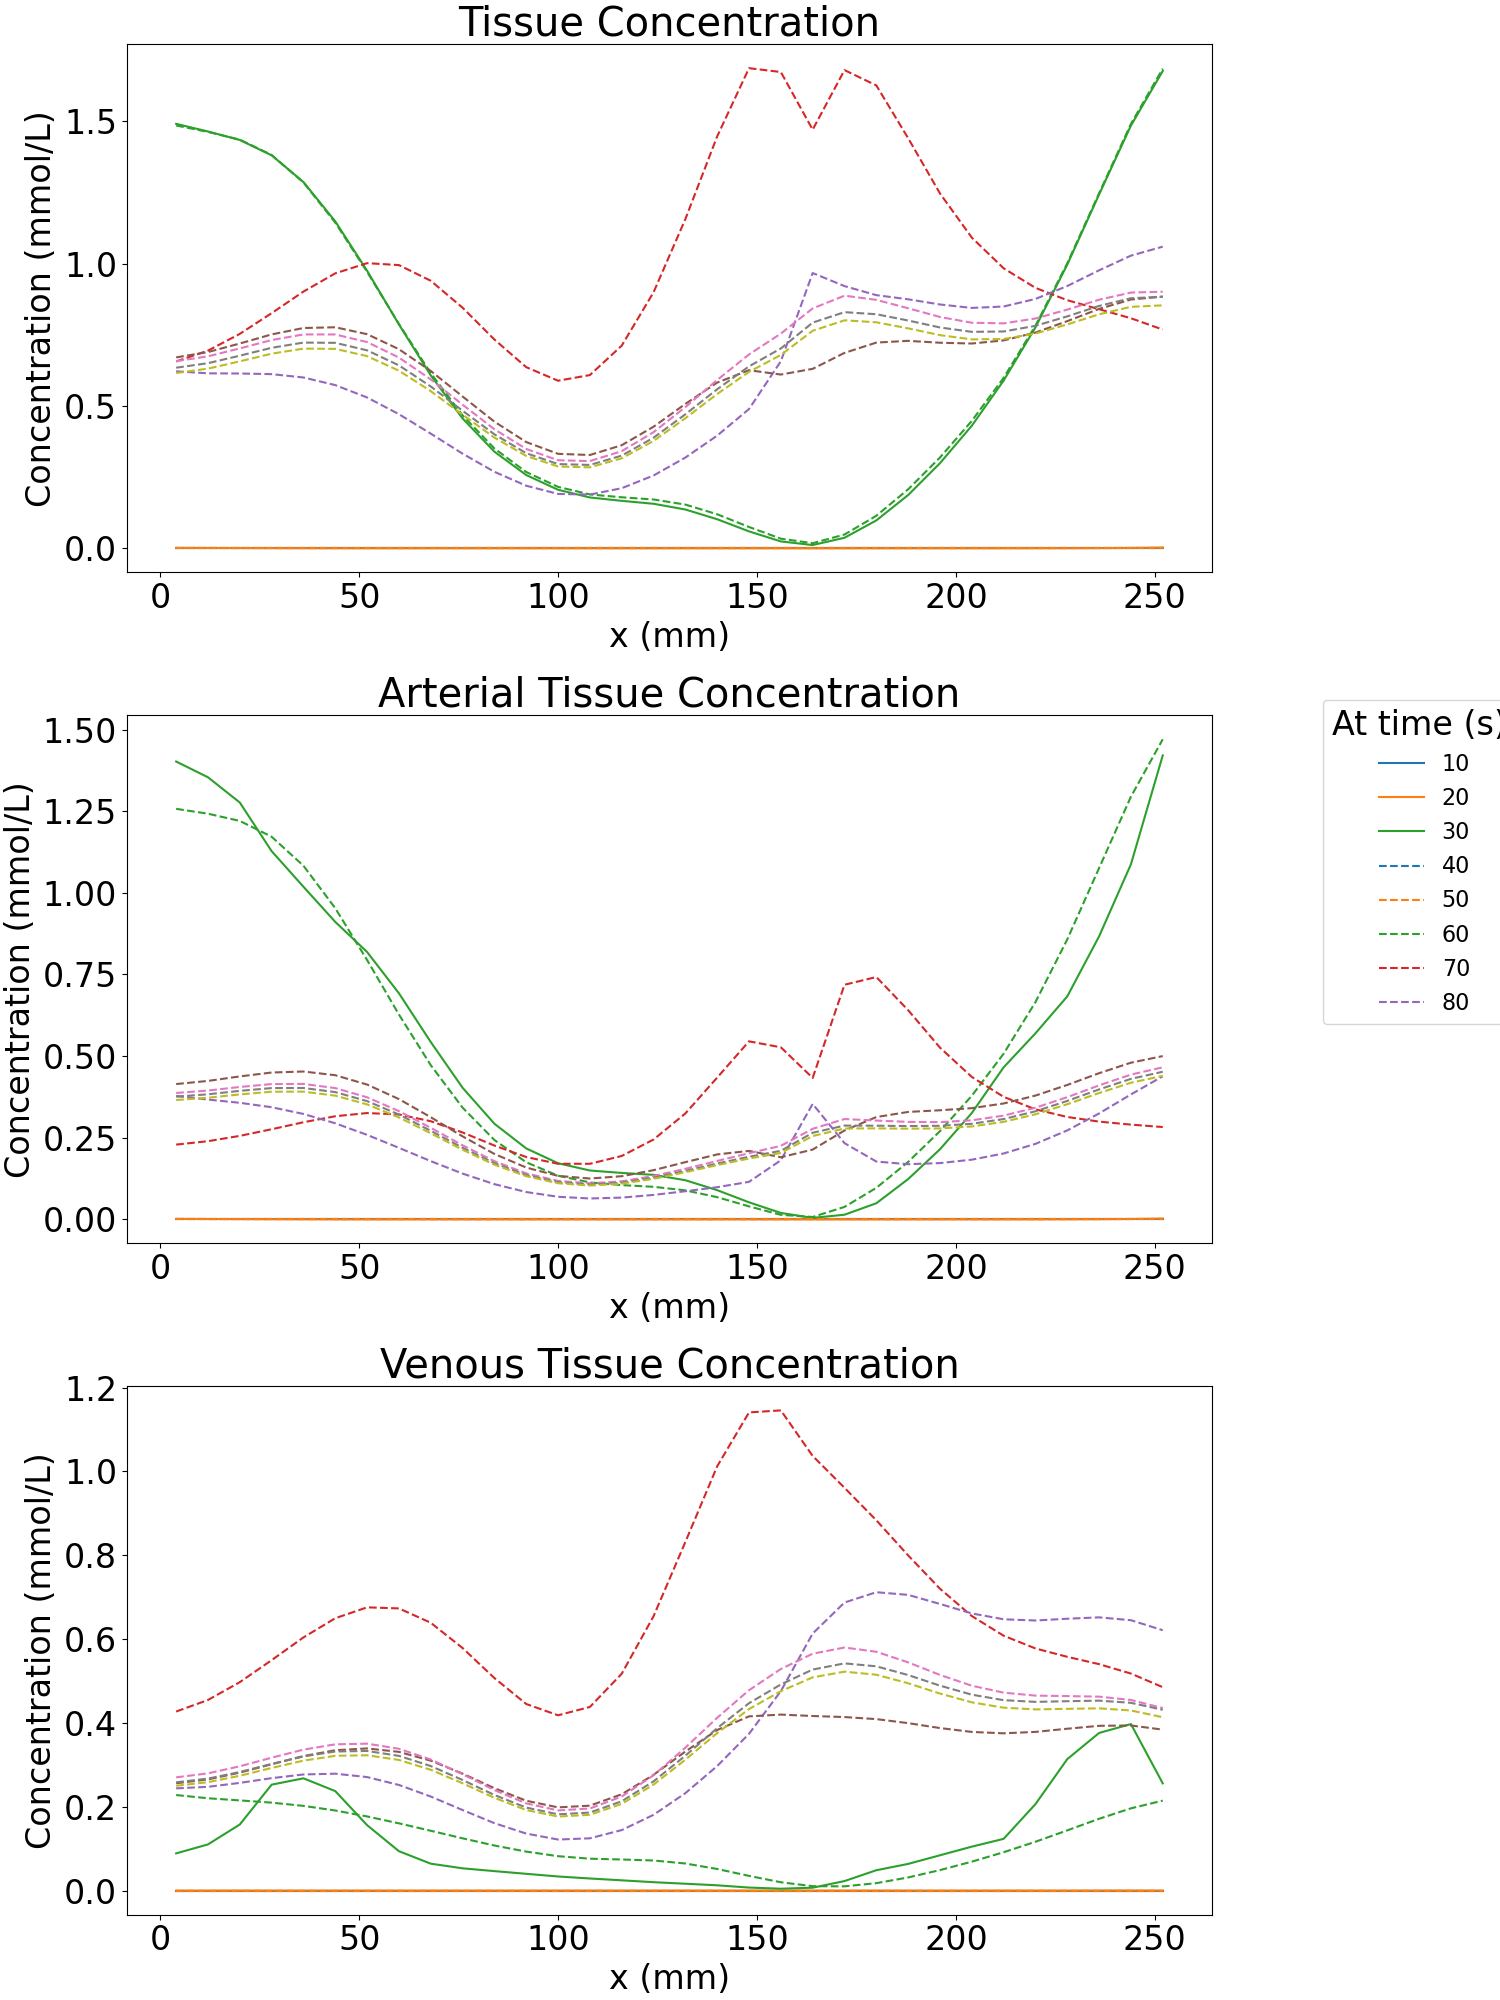 Tissue Concentration
Concentration (mmol/L)
1.5
1.0
0.5
0.0
0 50 100 150 200 250
x (mm)
Arterial Tissue Concentration
Concentration (mmol/L)
1.50
1.25
1.00
0.75
0.50
0.25
0.00
0 50 100 150 200 250
x (mm)
At time (s)
10
20
30
40
50
60
70
80
Venous Tissue Concentration
Concentration (mmol/L)
1.2
1.0
0.8
0.6
0.4
0.2
0.0
0 50 100 150 200 250
x (mm)